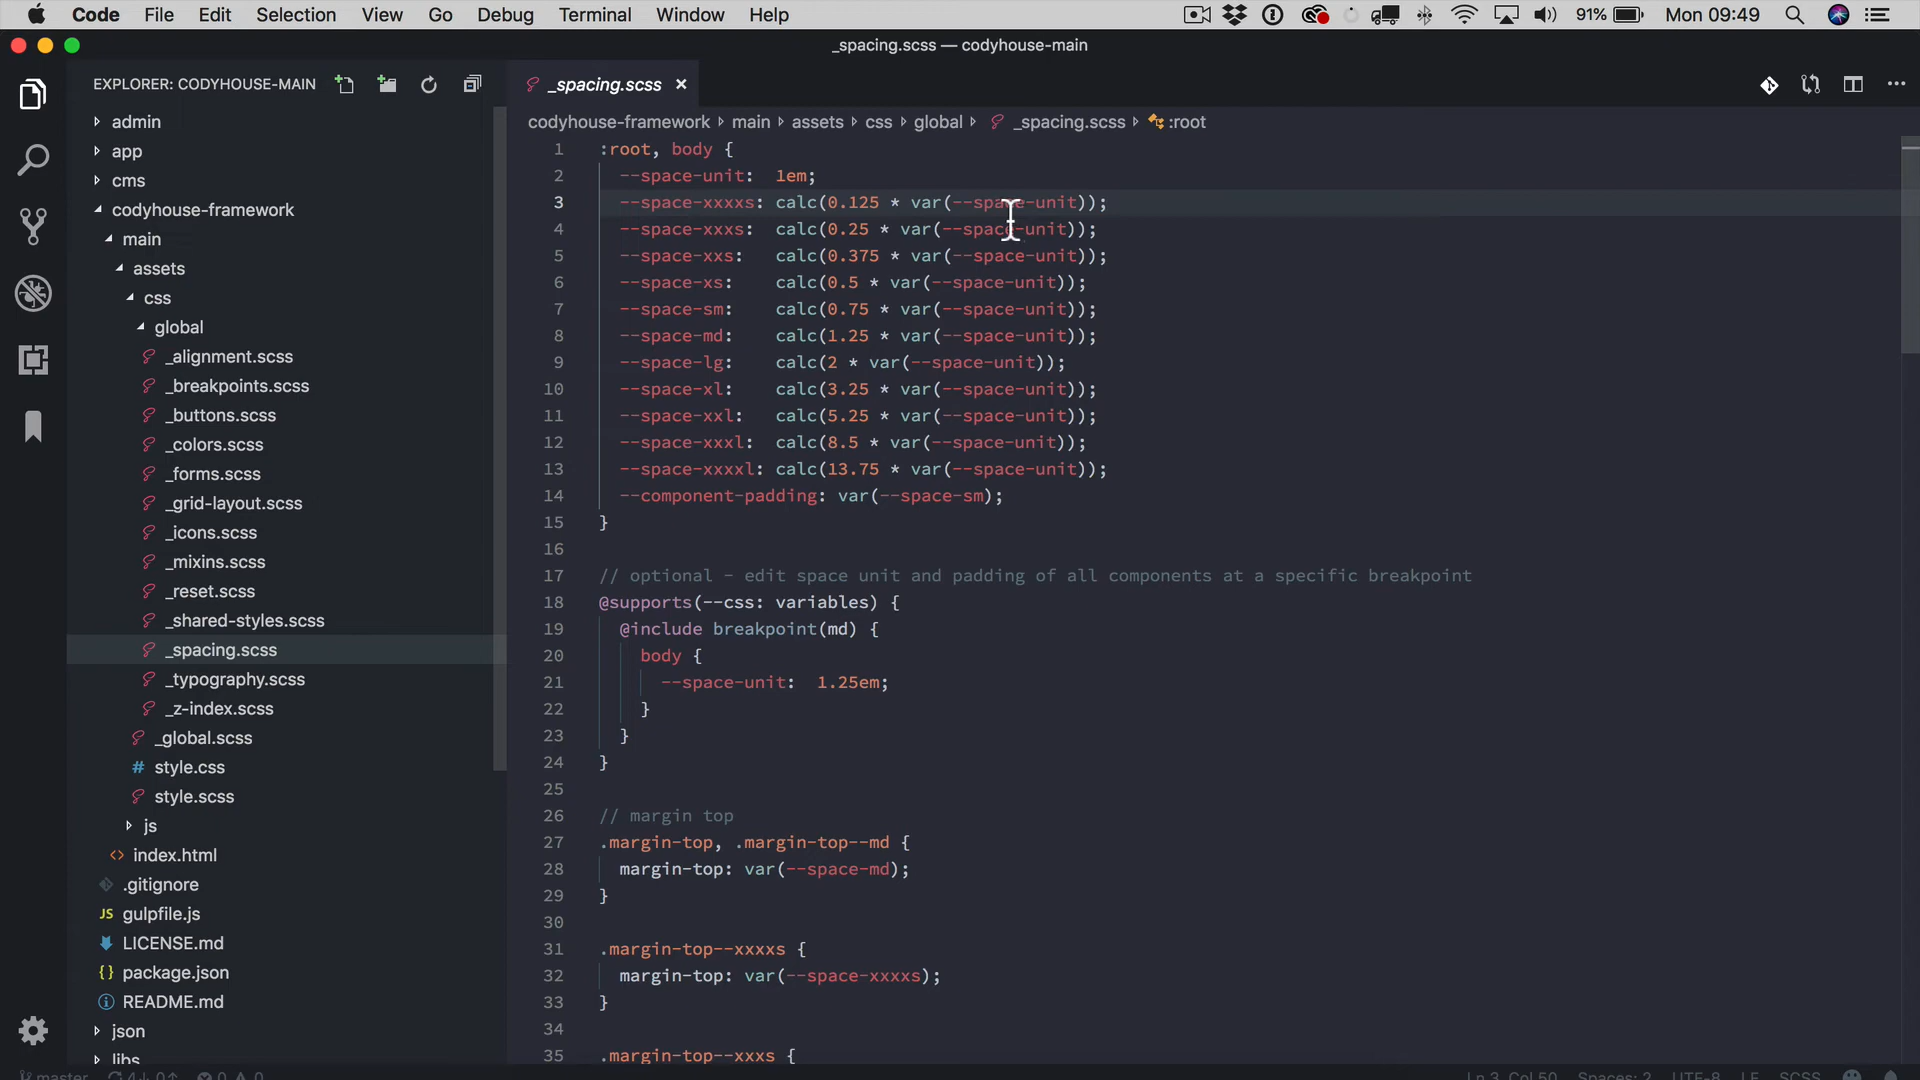 Code File Edit Selection View Go Debug Terminal Window Help 91% Mon 09:49
_spacing.scss — codyhouse-main
EXPLORER: CODYHOUSE-MAIN
admin
app
cms
codyhouse-framework
main
assets
css
global
_alignment.scss
_breakpoints.scss
_buttons.scss
_colors.scss
_forms.scss
_grid-layout.scss
_icons.scss
_mixins.scss
_reset.scss
_shared-styles.scss
_spacing.scss
_typography.scss
_z-index.scss
_global.scss
# style.css
style.scss
js
<> index.html
.gitignore
JS gulpfile.js
LICENSE.md
{} package.json
README.md
json
libs
_spacing.scss
codyhouse-framework main assets css global _spacing.scss :root
1 :root, body {
2 --space-unit: 1em;
3 --space-xxxxs: calc(0.125 * var(--space-unit));
4 --space-xxxs: calc(0.25 * var(--space-unit));
5 --space-xxs: calc(0.375 * var(--space-unit));
6 --space-xs: calc(0.5 * var(--space-unit));
7 --space-sm: calc(0.75 * var(--space-unit));
8 --space-md: calc(1.25 * var(--space-unit));
9 --space-lg: calc(2 * var(--space-unit));
10 --space-xl: calc(3.25 * var(--space-unit));
11 --space-xxl: calc(5.25 * var(--space-unit));
12 --space-xxxl: calc(8.5 * var(--space-unit));
13 --space-xxxxl: calc(13.75 * var(--space-unit));
14 --component-padding: var(--space-sm);
15 }
16
17 // optional - edit space unit and padding of all components at a specific breakpoint
18 @supports(--css: variables) {
19 @include breakpoint(md) {
20 body {
21 --space-unit: 1.25em;
22 }
23 }
24 }
25
26 // margin top
27 .margin-top, .margin-top--md {
28 margin-top: var(--space-md);
29 }
30
31 .margin-top--xxxxs {
32 margin-top: var(--space-xxxxs);
33 }
34
35 .margin-top--xxxs {
master 4↓ 0↑ 0 0 Ln 3, Col 50 Spaces: 2 UTF-8 LF SCSS